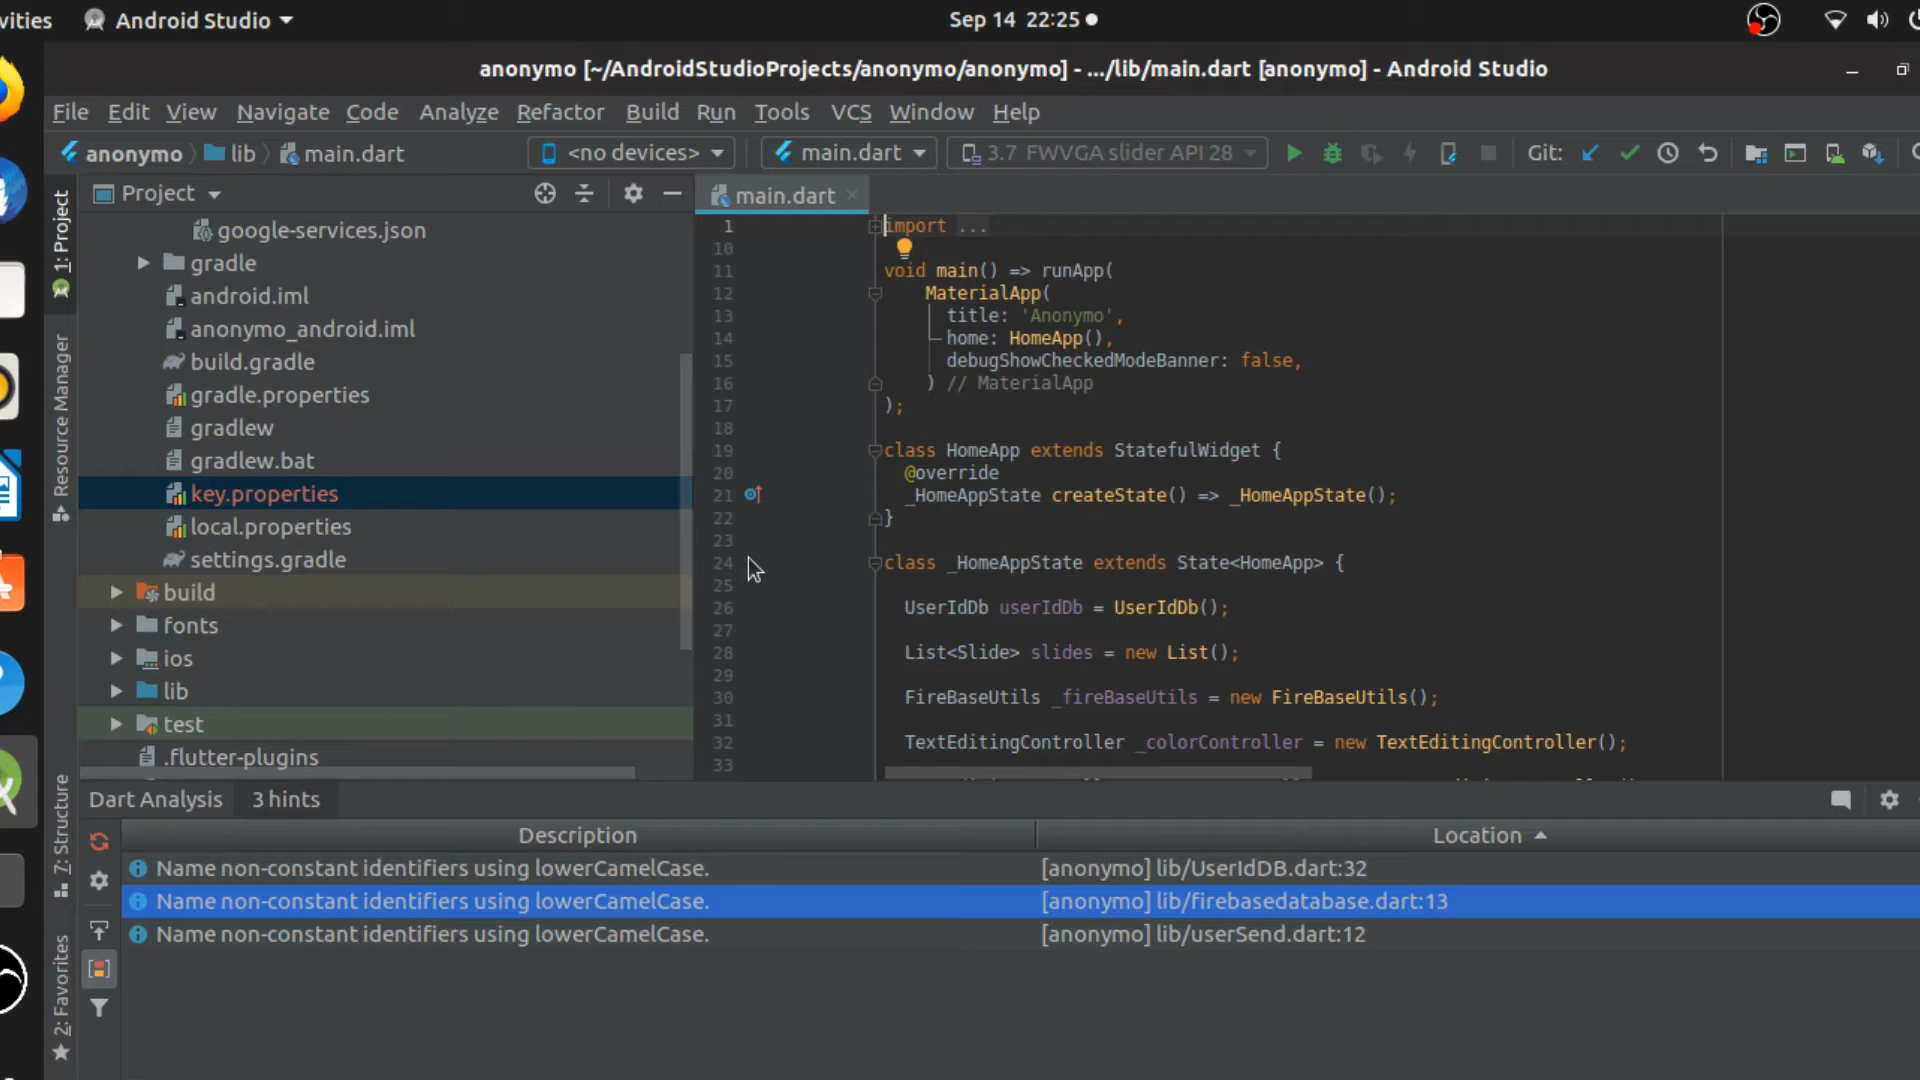 vities Android Studio Sep 14 22:25
anonymo [~/AndroidStudioProjects/anonymo/anonymo] - .../lib/main.dart [anonymo] - Android Studio
File Edit View Navigate Code Analyze Refactor Build Run Tools VCS Window Help
anonymo lib main.dart <no devices> main.dart 3.7 FWVGA slider API 28 Git:
Project
main.dart
1: Project
Resource Manager
7: Structure
2: Favorites
google-services.json
gradle
android.iml
anonymo_android.iml
build.gradle
gradle.properties
gradlew
gradlew.bat
key.properties
local.properties
settings.gradle
build
fonts
ios
lib
test
.flutter-plugins
1 import ...
10
11 void main() => runApp(
12 MaterialApp(
13 title: 'Anonymo',
14 home: HomeApp(),
15 debugShowCheckedModeBanner: false,
16 ) // MaterialApp
17 );
18
19 class HomeApp extends StatefulWidget {
20 @override
21 _HomeAppState createState() => _HomeAppState();
22 }
23
24 class _HomeAppState extends State<HomeApp> {
25
26 UserIdDb userIdDb = UserIdDb();
27
28 List<Slide> slides = new List();
29
30 FireBaseUtils _fireBaseUtils = new FireBaseUtils();
31
32 TextEditingController _colorController = new TextEditingController();
33
Dart Analysis 3 hints
Description Location
Name non-constant identifiers using lowerCamelCase. [anonymo] lib/UserIdDB.dart:32
Name non-constant identifiers using lowerCamelCase. [anonymo] lib/firebasedatabase.dart:13
Name non-constant identifiers using lowerCamelCase. [anonymo] lib/userSend.dart:12